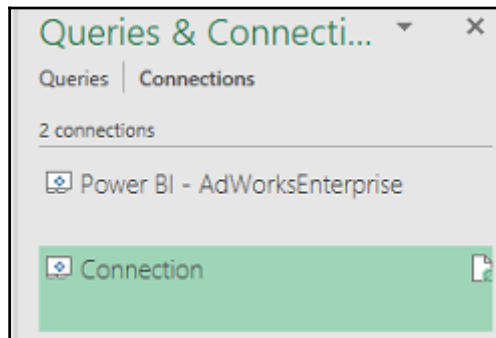 Queries & Connecti...
Queries | Connections
2 connections
Power BI - AdWorksEnterprise
Connection